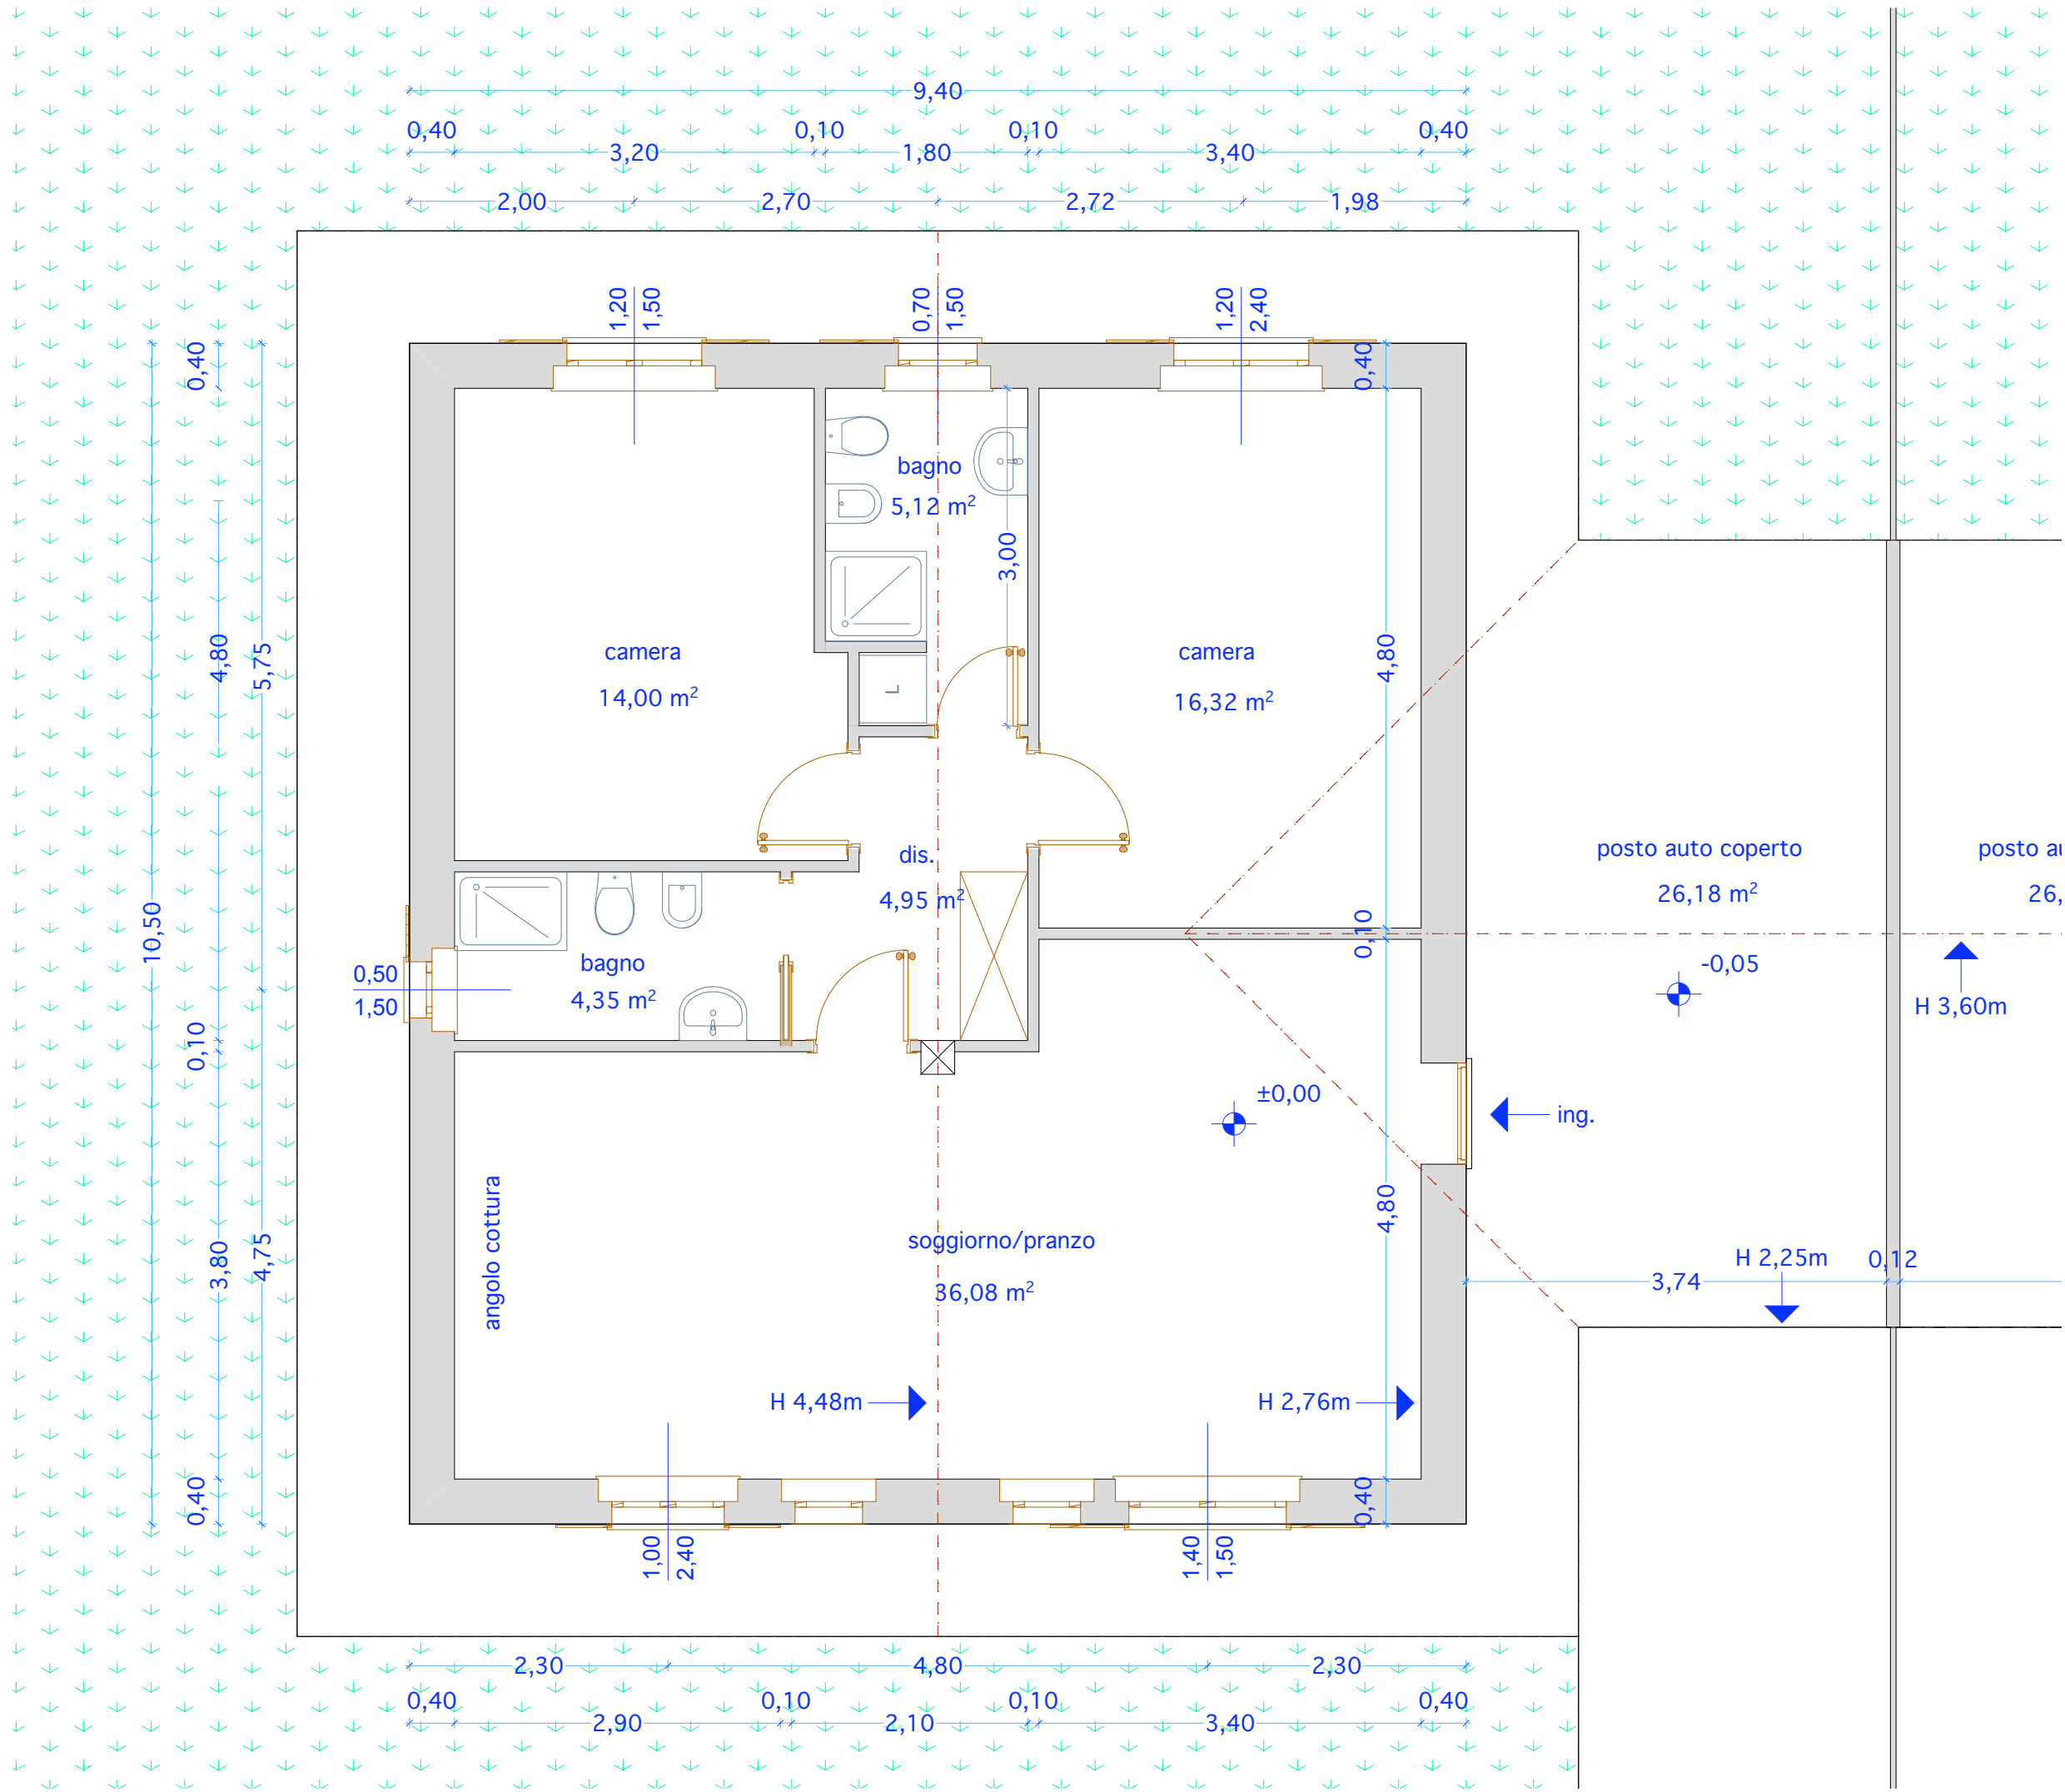 9,40
0,40 0,10 0,10 0,40
3,20 1,80 3,40
2,00 2,70 2,72 1,98
1,20
1,50
0,70
1,50
1,20
2,40
0,40
0,40
bagno
5,12 m²
3,00
4,80
5,75
camera
14,00 m²
camera
16,32 m²
4,80
L
dis.
4,95 m²
posto auto coperto
26,18 m²
posto au
26,
10,50
0,10
bagno
4,35 m²
0,50
1,50
-0,05
H 3,60m
0,10
±0,00
ing.
angolo cottura
4,80
soggiorno/pranzo
36,08 m²
3,80
4,75
H 2,25m
0,12
3,74
H 4,48m
H 2,76m
0,40
0,40
1,00
2,40
1,40
1,50
2,30 4,80 2,30
0,40 0,10 0,10 0,40
2,90 2,10 3,40